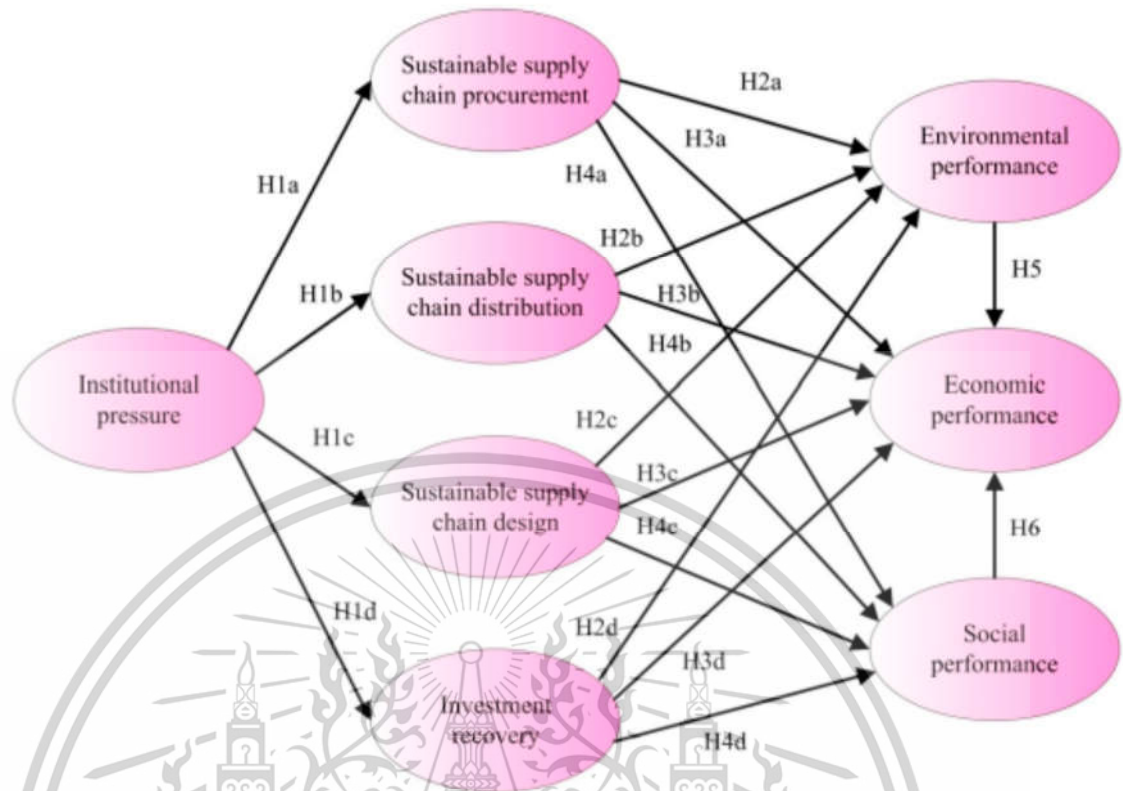 Sustainable supply
chain procurement
H2a
Environmental
performance
H3a
H1a
H4a
H2b
Sustainable supply
chain distribution
H5
H1b
H3b
H4b
Institutional
pressure
Economic
performance
H2c
H1c
H3c
Sustainable supply
chain design
H4c
H6
H1d
H2d
Social
performance
H3d
Investment
recovery
H4d